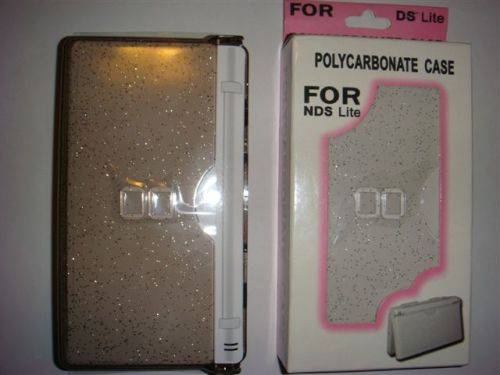 FOR DS Lite
POLYCARBONATE CASE
FOR
NDS Lite